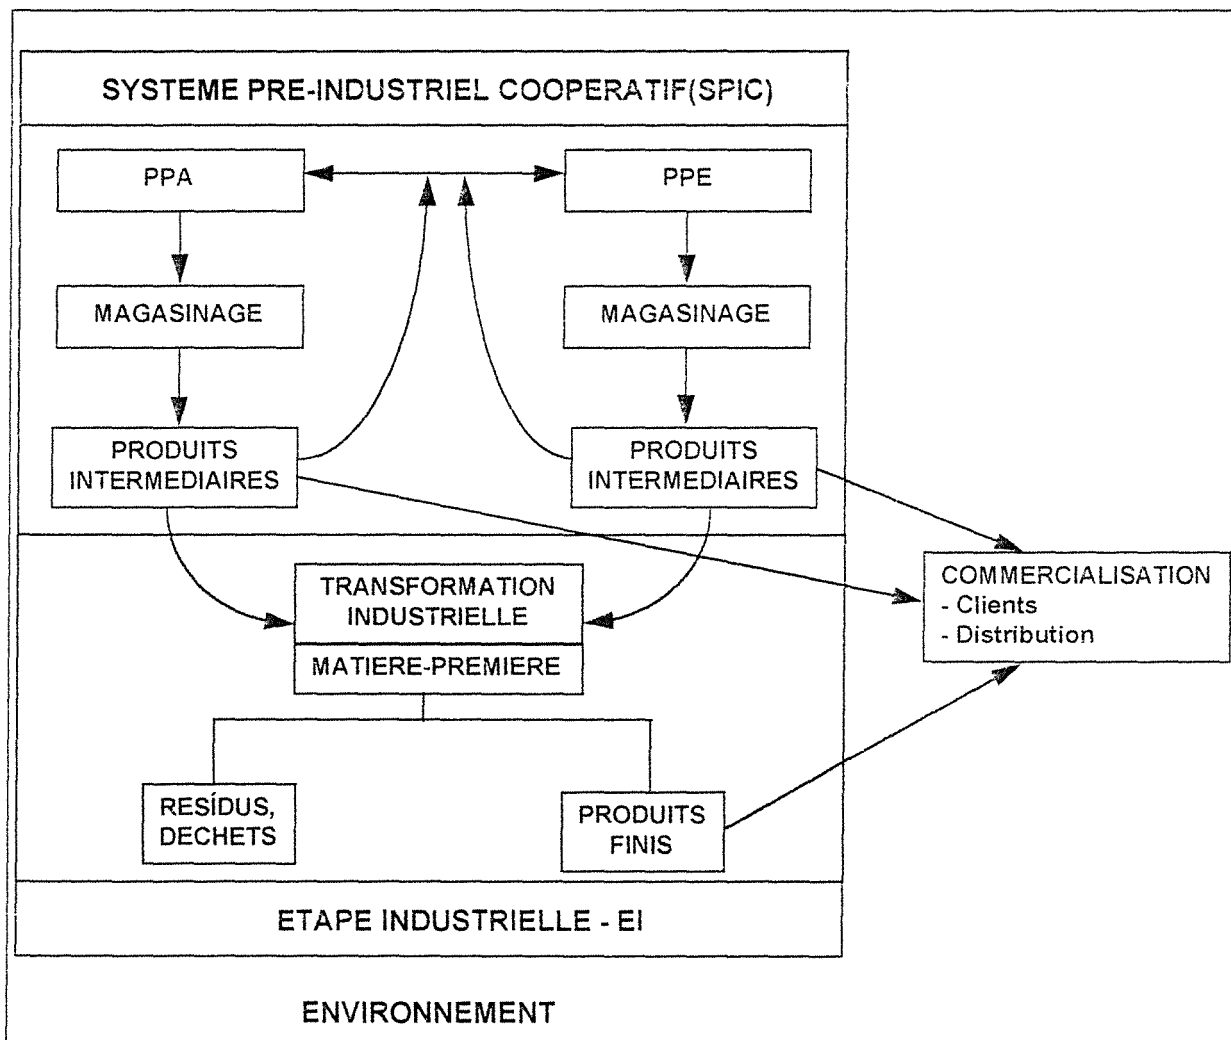 SYSTEME PRE-INDUSTRIEL COOPERATIF(SPIC)
PPA
PPE
MAGASINAGE
MAGASINAGE
PRODUITS
INTERMEDIAIRES
PRODUITS
INTERMEDIAIRES
TRANSFORMATION
INDUSTRIELLE
MATIERE-PREMIERE
COMMERCIALISATION
- Clients
- Distribution
RESÍDUS,
DECHETS
PRODUITS
FINIS
ETAPE INDUSTRIELLE - EI
ENVIRONNEMENT